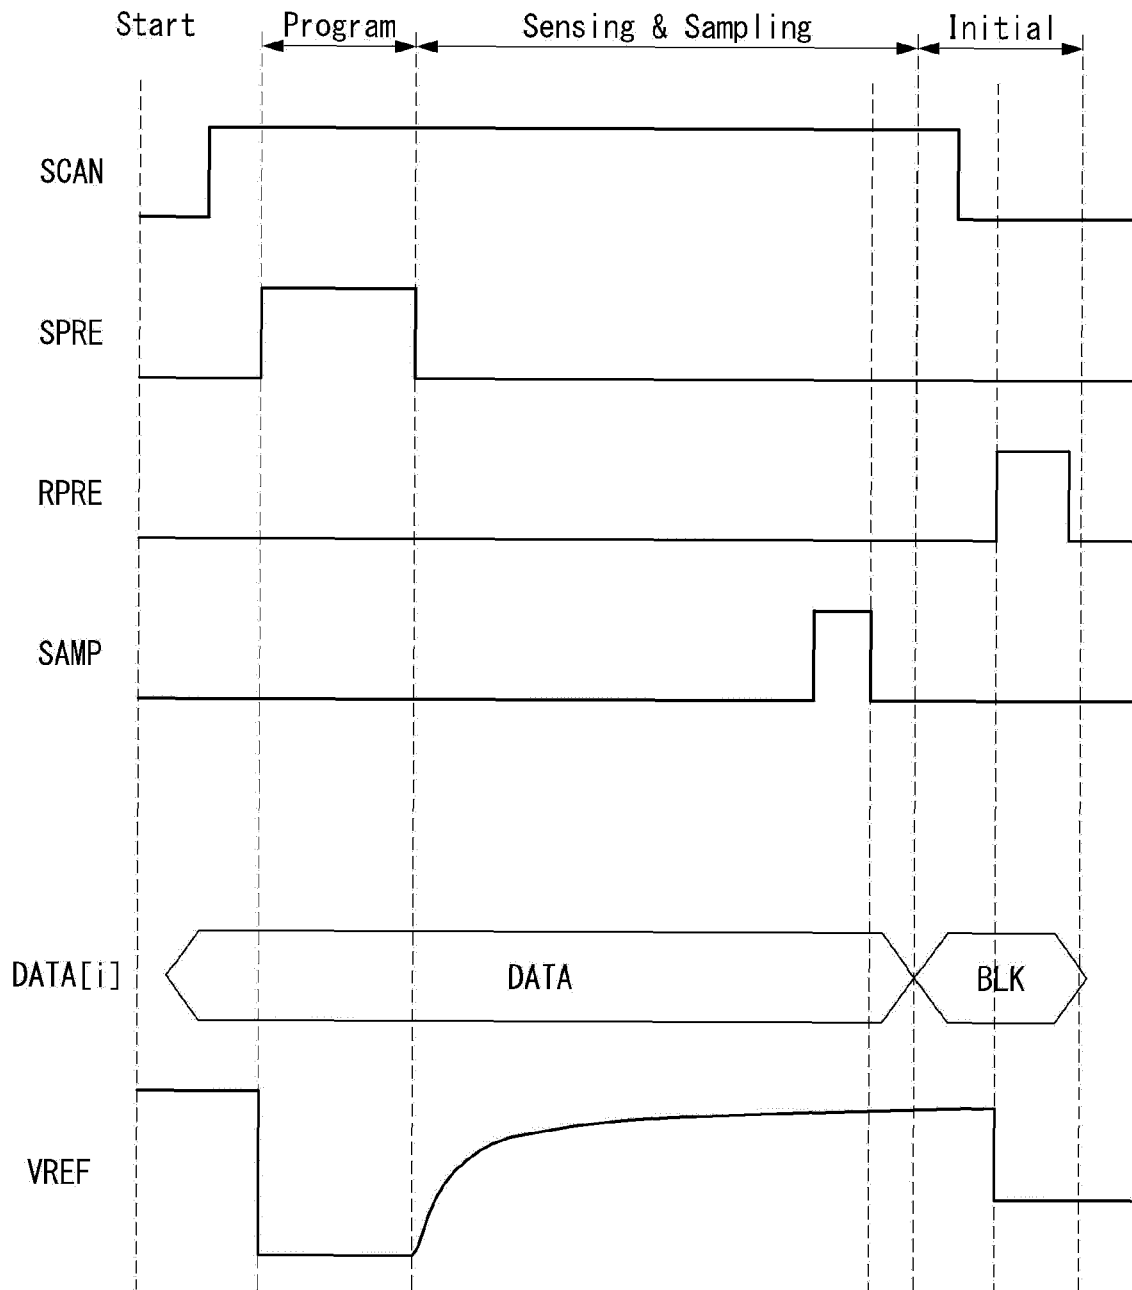 Start Program Sensing & Sampling Initial
SCAN
SPRE
RPRE
SAMP
DATA[i] DATA BLK
VREF